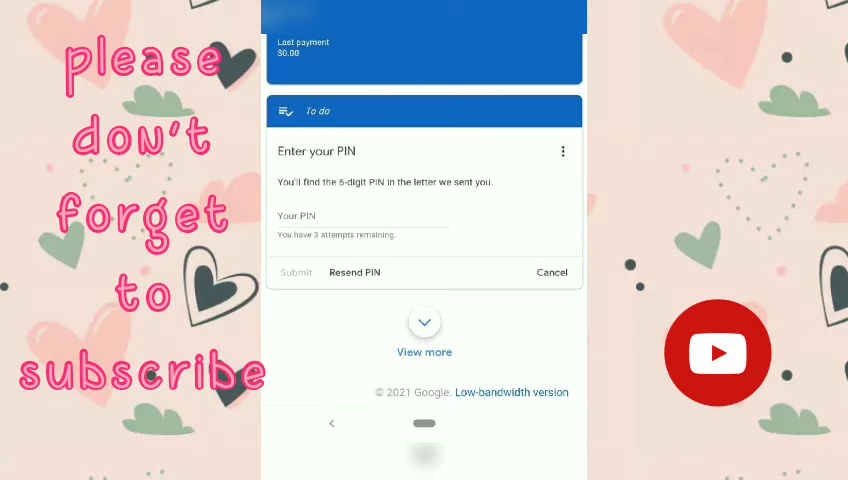 please
don't
forget
to
subscribe
Last payment
$0.00
To do
Enter your PIN
You'll find the 6-digit PIN in the letter we sent you.
Your PIN
You have 3 attempts remaining.
Submit Resend PIN Cancel
View more
© 2021 Google. Low-bandwidth version